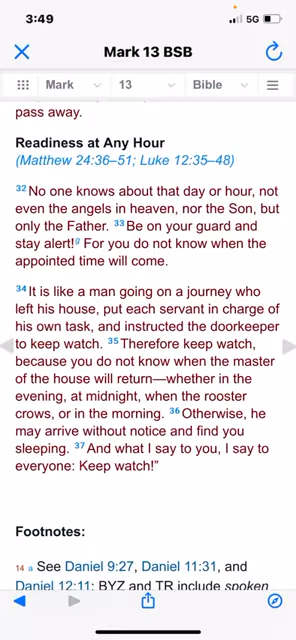 3:49
5G
Mark 13 BSB
Mark
13
Bible
pass away.
Readiness at Any Hour
(Matthew 24:36–51; Luke 12:35–48)
32 No one knows about that day or hour, not
even the angels in heaven, nor the Son, but
only the Father. 33 Be on your guard and
stay alert!g For you do not know when the
appointed time will come.
34 It is like a man going on a journey who
left his house, put each servant in charge of
his own task, and instructed the doorkeeper
to keep watch. 35 Therefore keep watch,
because you do not know when the master
of the house will return—whether in the
evening, at midnight, when the rooster
crows, or in the morning. 36 Otherwise, he
may arrive without notice and find you
sleeping. 37 And what I say to you, I say to
everyone: Keep watch!”
Footnotes:
14 a See Daniel 9:27, Daniel 11:31, and
Daniel 12:11; BYZ and TR include spoken